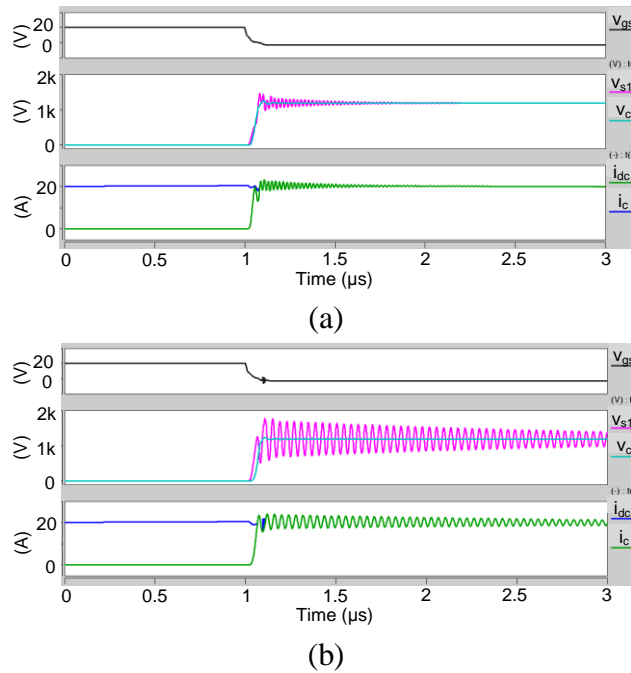 20
0
(V)
v_gs
(V) : t(
2k
1k
0
(V)
v_s1
v_c
(-) : t(
20
0
(A)
i_dc
i_c
0 0.5 1 1.5 2 2.5 3
Time (µs)
(a)
20
0
(V)
v_gs
(V) : t(
2k
1k
0
(V)
v_s1
v_c
(-) : t(
20
0
(A)
i_dc
i_c
0 0.5 1 1.5 2 2.5 3
Time (µs)
(b)